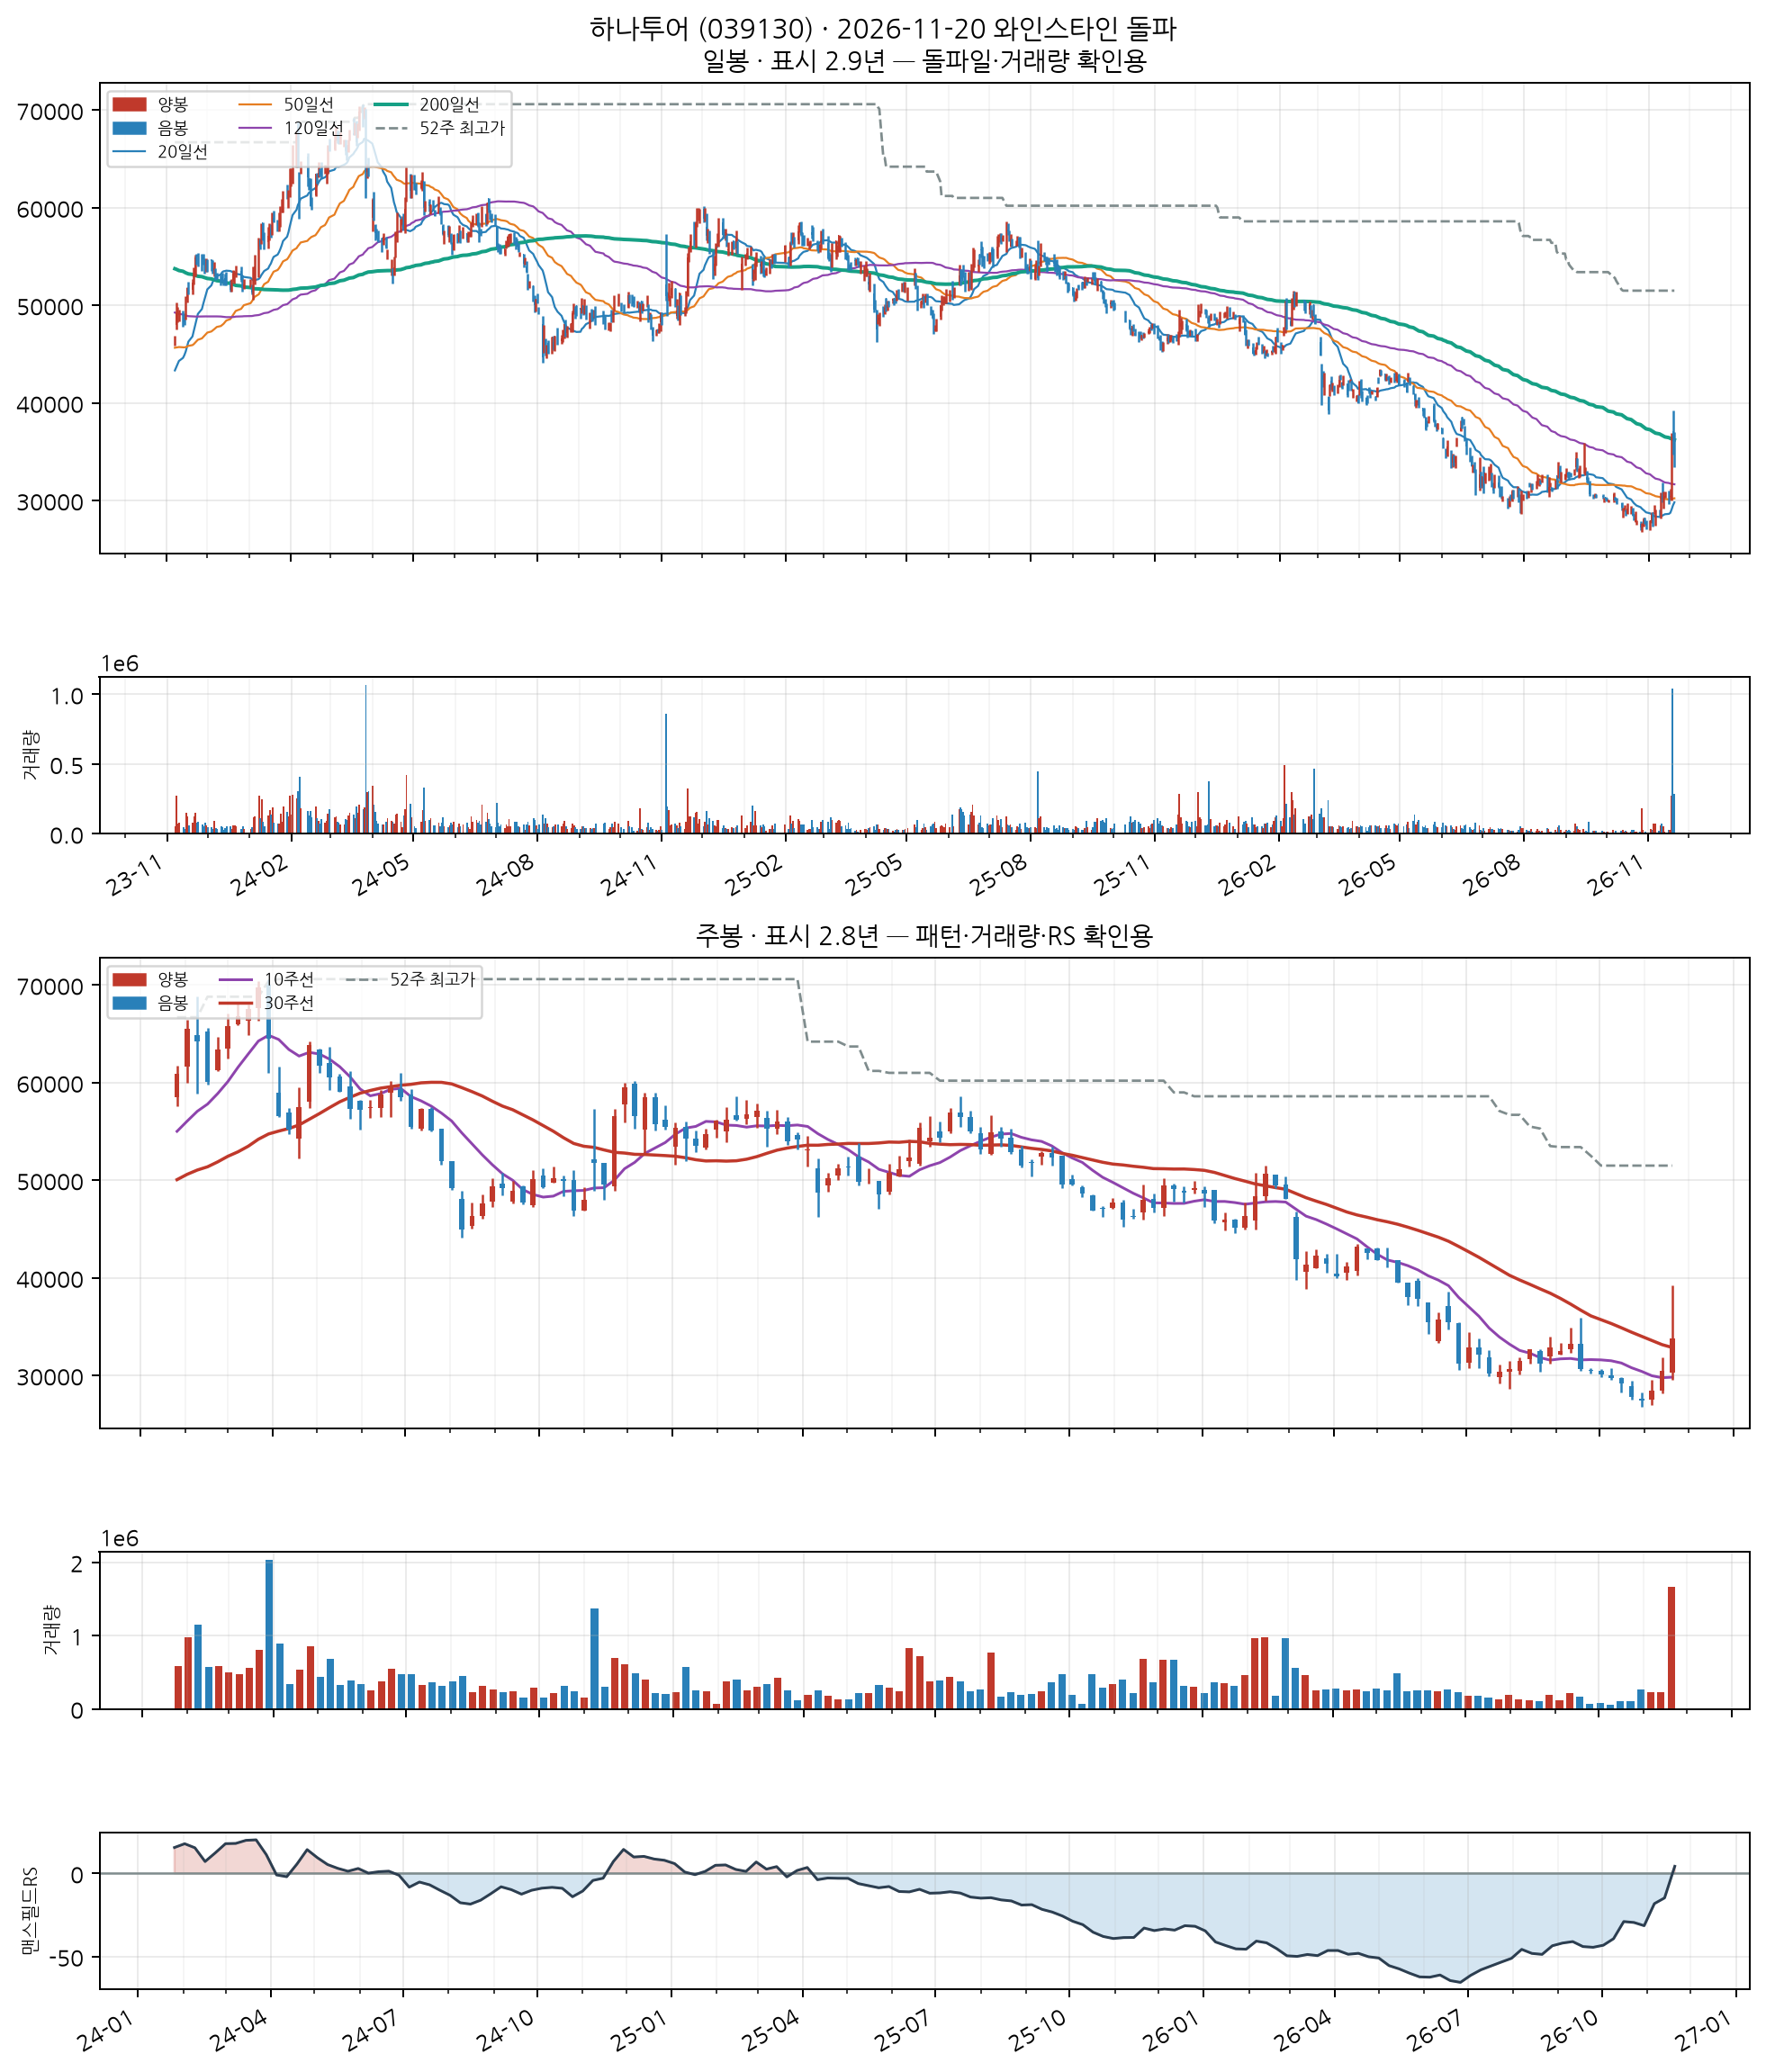 하나투어 (039130) · 2026-11-20 와인스타인 돌파
일봉 · 표시 2.9년 — 돌파일·거래량 확인용
양봉
음봉
20일선
50일선
120일선
200일선
52주 최고가
70000
60000
50000
40000
30000
1e6
1.0
0.5
0.0
거래량
23-11
24-02
24-05
24-08
24-11
25-02
25-05
25-08
25-11
26-02
26-05
26-08
26-11
주봉 · 표시 2.8년 — 패턴·거래량·RS 확인용
양봉
음봉
10주선
30주선
52주 최고가
70000
60000
50000
40000
30000
1e6
2
1
0
거래량
0
-50
맨스필드RS
24-01
24-04
24-07
24-10
25-01
25-04
25-07
25-10
26-01
26-04
26-07
26-10
27-01